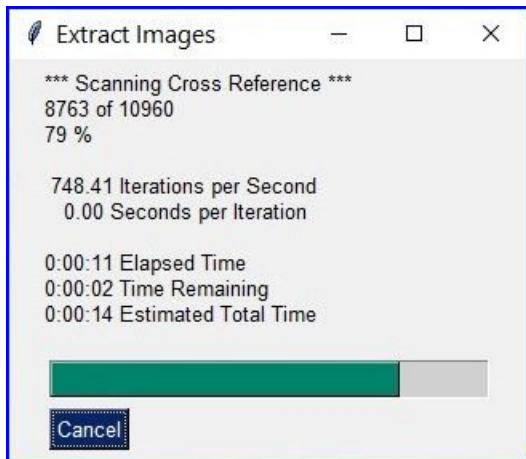 Extract Images
*** Scanning Cross Reference ***
8763 of 10960
79 %
748.41 Iterations per Second
0.00 Seconds per Iteration
0:00:11 Elapsed Time
0:00:02 Time Remaining
0:00:14 Estimated Total Time
Cancel